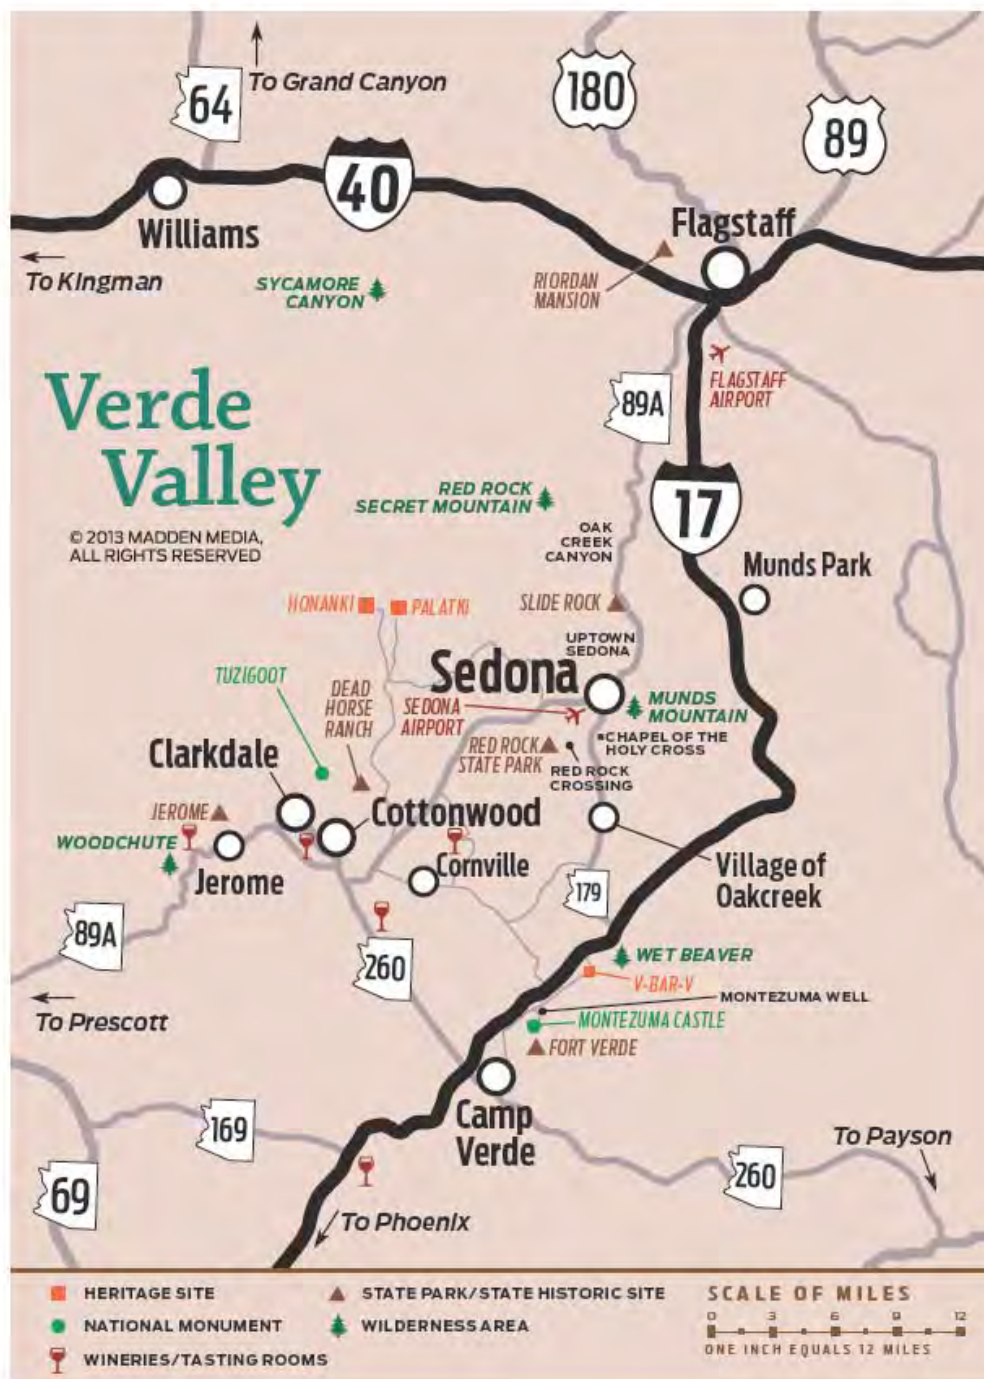 64
To Grand Canyon
180
89
40
Williams
Flagstaff
To Kingman
SYCAMORE
CANYON
RIORDAN
MANSION
FLAGSTAFF
AIRPORT
89A
Verde
Valley
© 2013 MADDEN MEDIA,
ALL RIGHTS RESERVED
RED ROCK
SECRET MOUNTAIN
17
OAK
CREEK
CANYON
Munds Park
HONANKI
PALATKI
SLIDE ROCK
UPTOWN
SEDONA
Sedona
TUZIGOOT
DEAD
HORSE
RANCH
SEDONA
AIRPORT
MUNDS
MOUNTAIN
CHAPEL OF THE
HOLY CROSS
RED ROCK
STATE PARK
RED ROCK
CROSSING
Clarkdale
JEROME
Cottonwood
WOODCHUTE
Jerome
Cornville
Village of
Oakcreek
179
89A
260
WET BEAVER
V-BAR-V
MONTEZUMA WELL
MONTEZUMA CASTLE
FORT VERDE
To Prescott
Camp
Verde
169
To Payson
260
69
To Phoenix
HERITAGE SITE
NATIONAL MONUMENT
WINERIES/TASTING ROOMS
STATE PARK/STATE HISTORIC SITE
WILDERNESS AREA
SCALE OF MILES
0 3 6 9 12
ONE INCH EQUALS 12 MILES